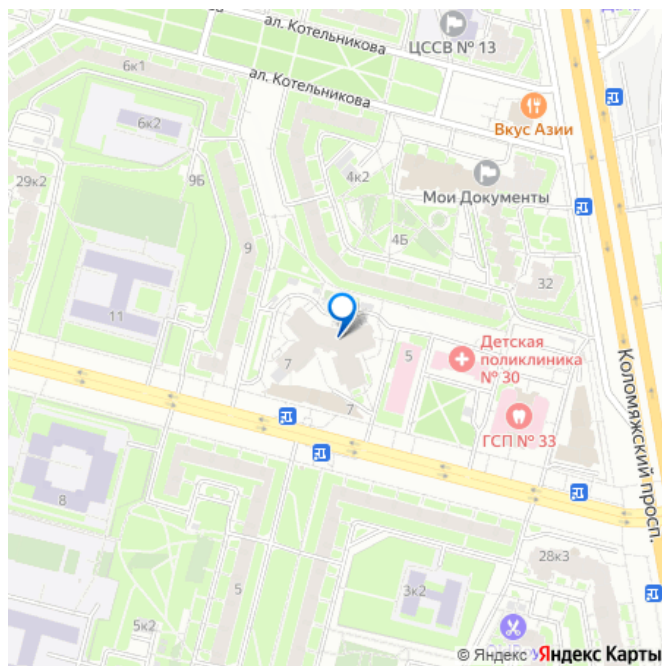 ал. Котельникова
ЦССВ № 13
6к1
ал. Котельникова
Вкус Азии
6к2
29к2
9Б
4к2
Мои Документы
9
4Б
32
11
7
5
Детская
поликлиника
№ 30
7
ГСП № 33
Коломяжский просп.
8
5
28к3
3к2
5к2
© Яндекс Яндекс Карты